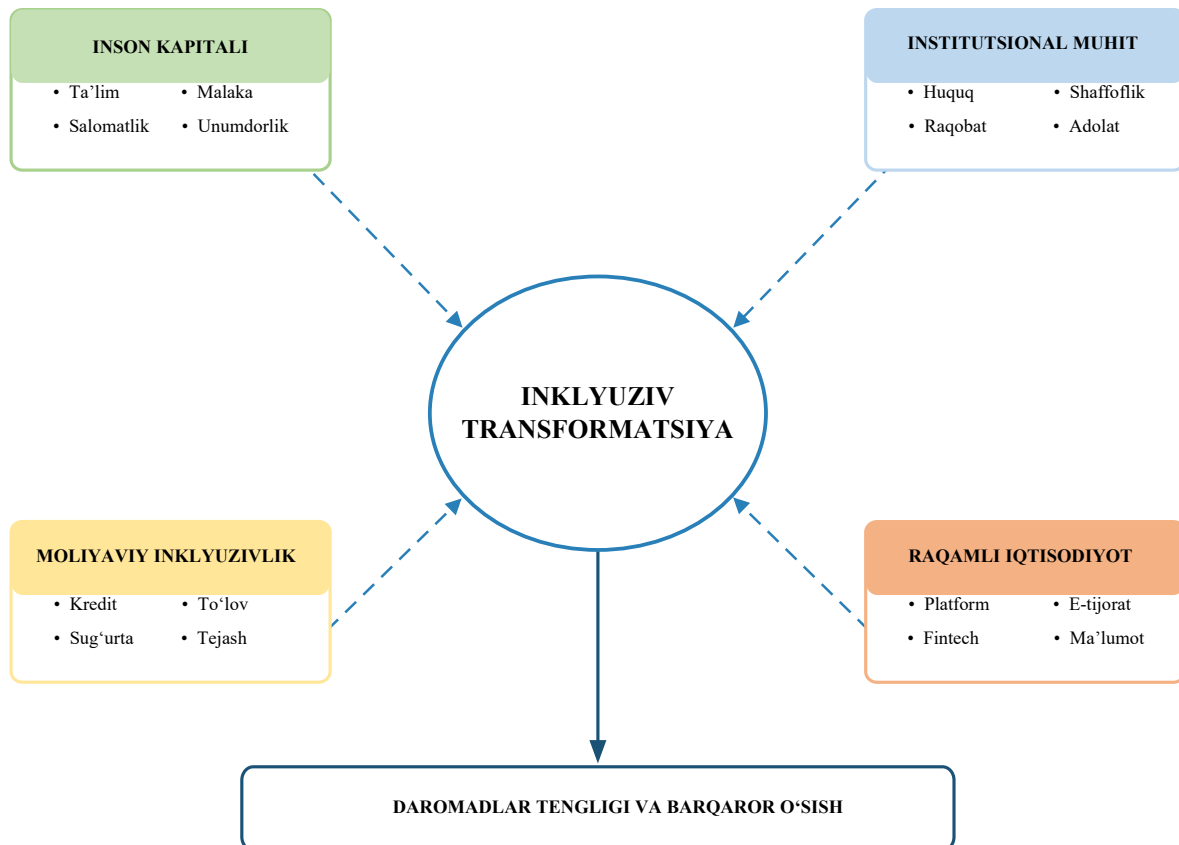 INSON KAPITALI
• Ta’lim • Malaka
• Salomatlik • Unumdorlik
INSTITUTSIONAL MUHIT
• Huquq • Shaffoflik
• Raqobat • Adolat
INKLYUZIV
TRANSFORMATSIYA
MOLIYAVIY INKLYUZIVLIK
• Kredit • To‘lov
• Sug‘urta • Tejash
RAQAMLI IQTISODIYOT
• Platform • E-tijorat
• Fintech • Ma’lumot
DAROMADLAR TENGLIGI VA BARQAROR O‘SISH